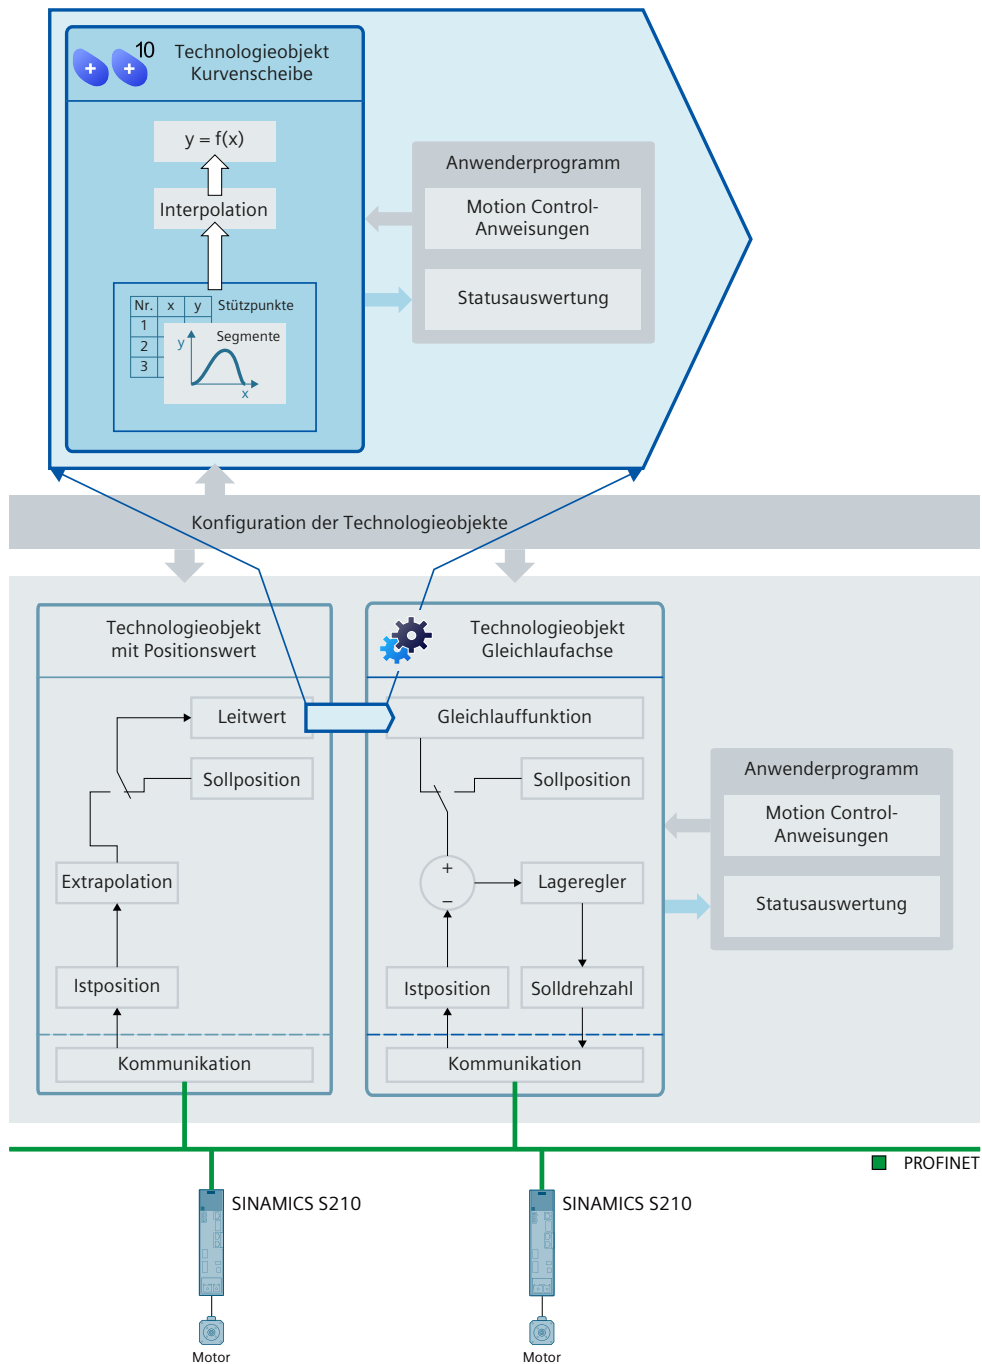 10
Technologieobjekt
Kurvenscheibe
y = f(x)
Interpolation
Nr. x y Stützpunkte
1
2
3
Segmente
y
x
Anwenderprogramm
Motion Control-
Anweisungen
Statusauswertung
Konfiguration der Technologieobjekte
Technologieobjekt
mit Positionswert
Leitwert
Sollposition
Extrapolation
Istposition
Kommunikation
Technologieobjekt
Gleichlaufachse
Gleichlauffunktion
Sollposition
+
−
Lageregler
Istposition
Solldrehzahl
Kommunikation
Anwenderprogramm
Motion Control-
Anweisungen
Statusauswertung
PROFINET
SINAMICS S210
SINAMICS S210
Motor
Motor